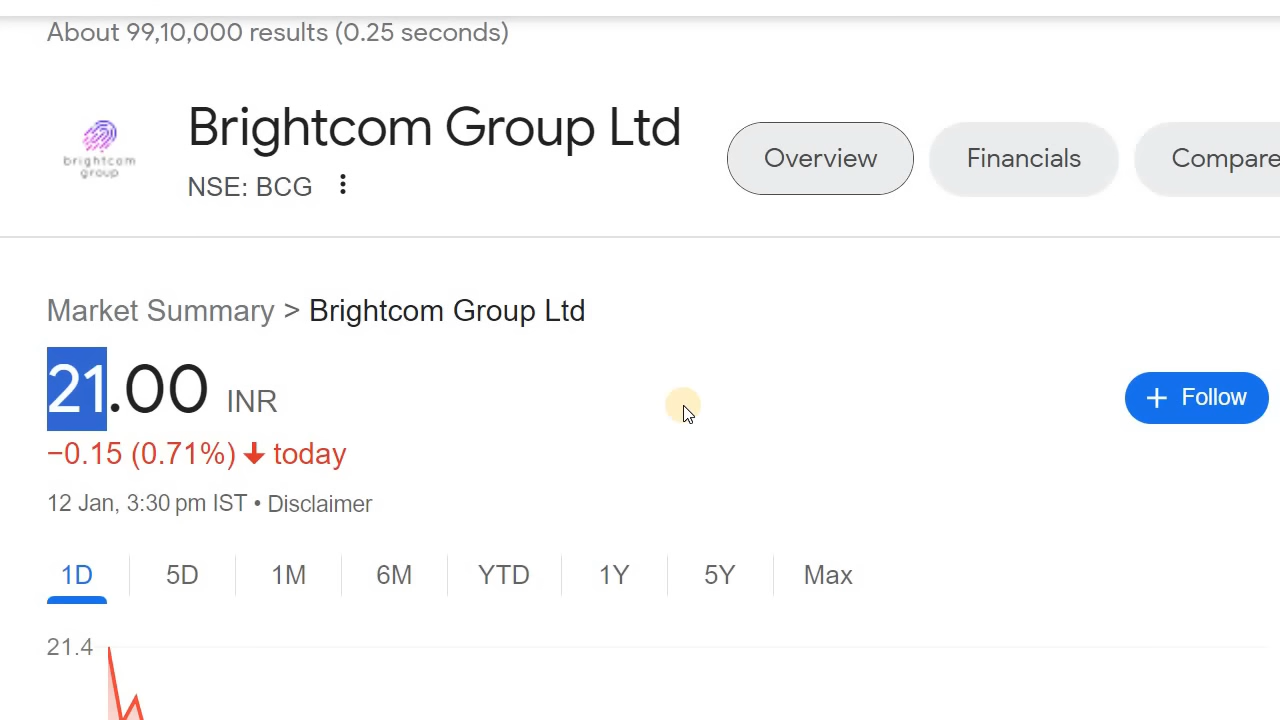 About 99,10,000 results (0.25 seconds)
brightcom
group
Brightcom Group Ltd
NSE: BCG
Overview
Financials
Compare
Market Summary > Brightcom Group Ltd
21.00 INR
+ Follow
−0.15 (0.71%) ↓ today
12 Jan, 3:30 pm IST • Disclaimer
1D 5D 1M 6M YTD 1Y 5Y Max
21.4